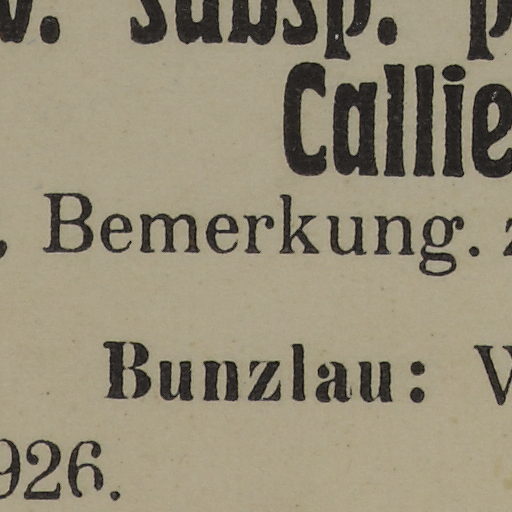 subsp.
Callie
, Bemerkung.
Bunzlau:
926.